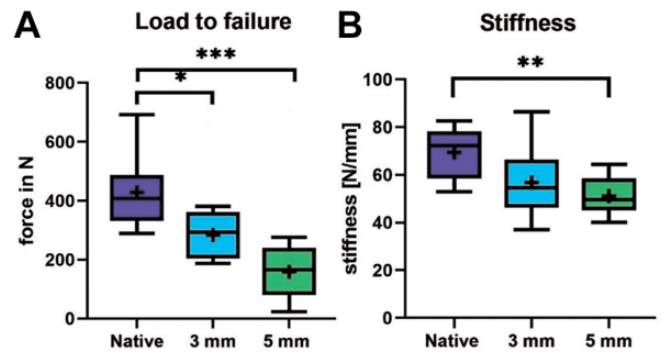 A Load to failure
***
*
force in N
800
600
400
200
0
Native 3 mm 5 mm
B Stiffness
**
stiffness [N/mm]
100
80
60
40
20
0
Native 3 mm 5 mm